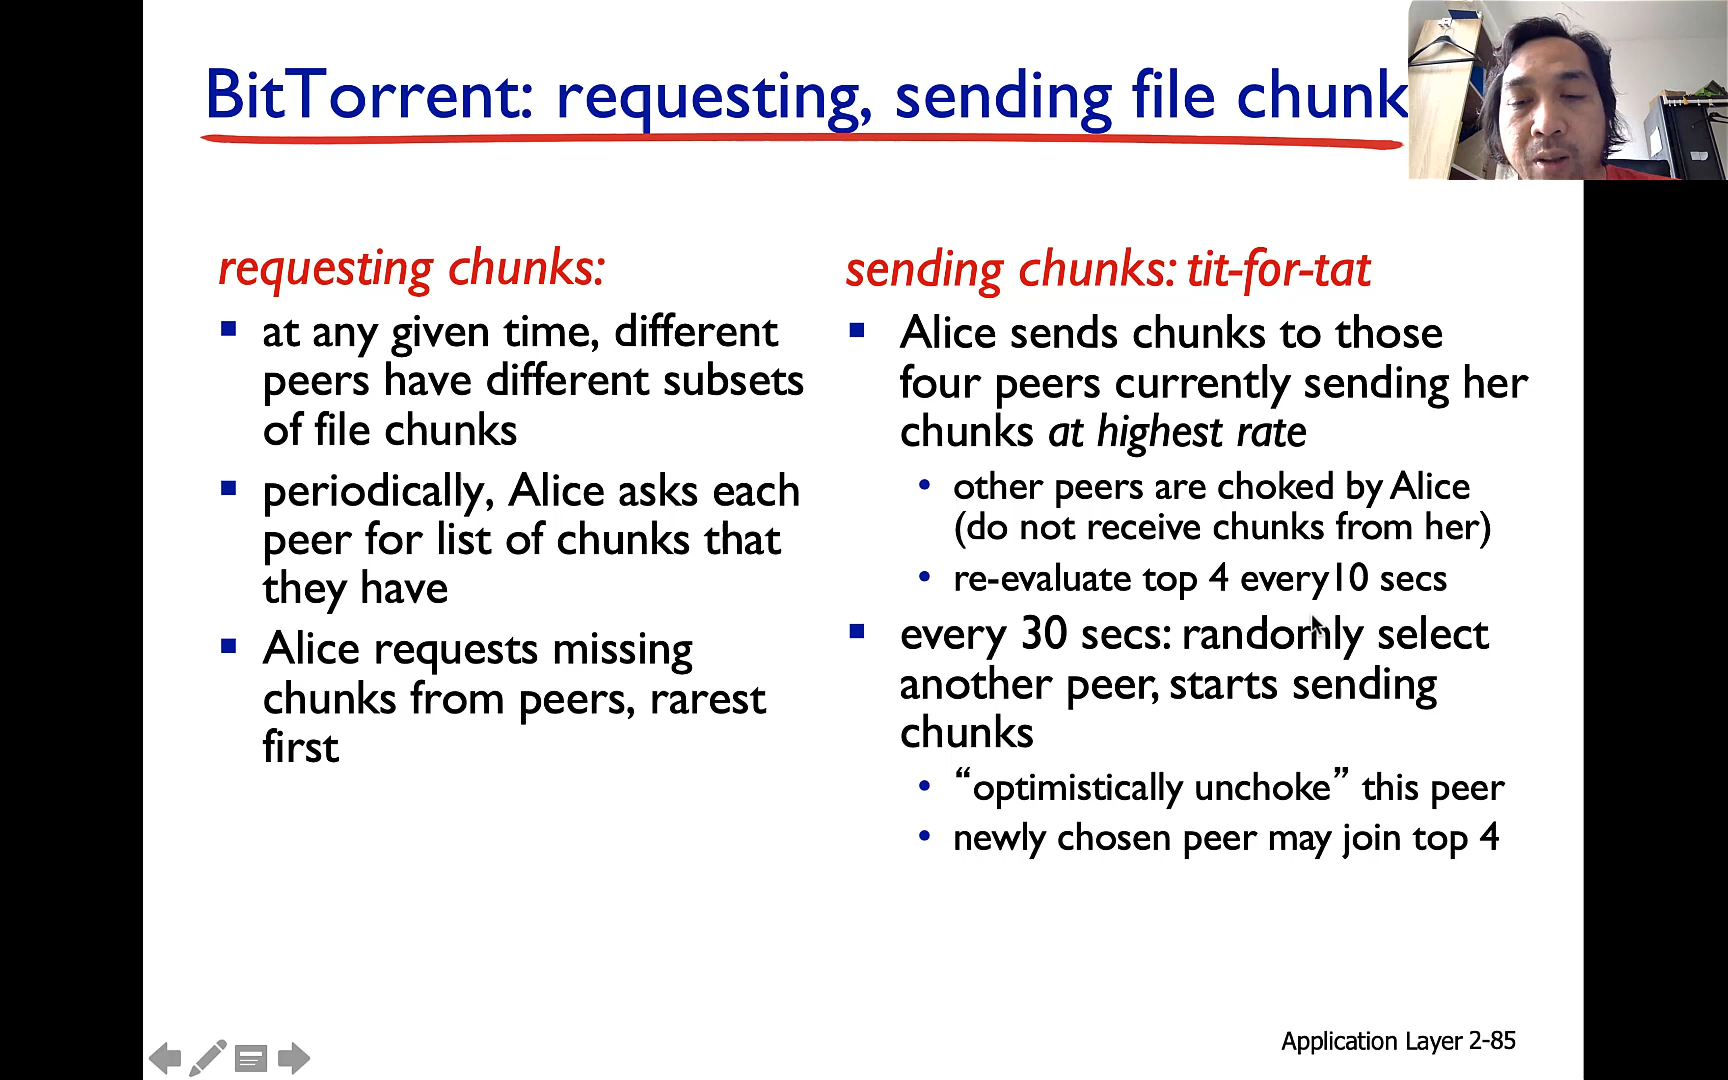 BitTorrent: requesting, sending file chunk
requesting chunks:
▪ at any given time, different
peers have different subsets
of file chunks
▪ periodically, Alice asks each
peer for list of chunks that
they have
▪ Alice requests missing
chunks from peers, rarest
first
sending chunks: tit-for-tat
▪ Alice sends chunks to those
four peers currently sending her
chunks at highest rate
• other peers are choked by Alice
(do not receive chunks from her)
• re-evaluate top 4 every10 secs
▪ every 30 secs: randomly select
another peer, starts sending
chunks
• “optimistically unchoke” this peer
• newly chosen peer may join top 4
Application Layer 2-85